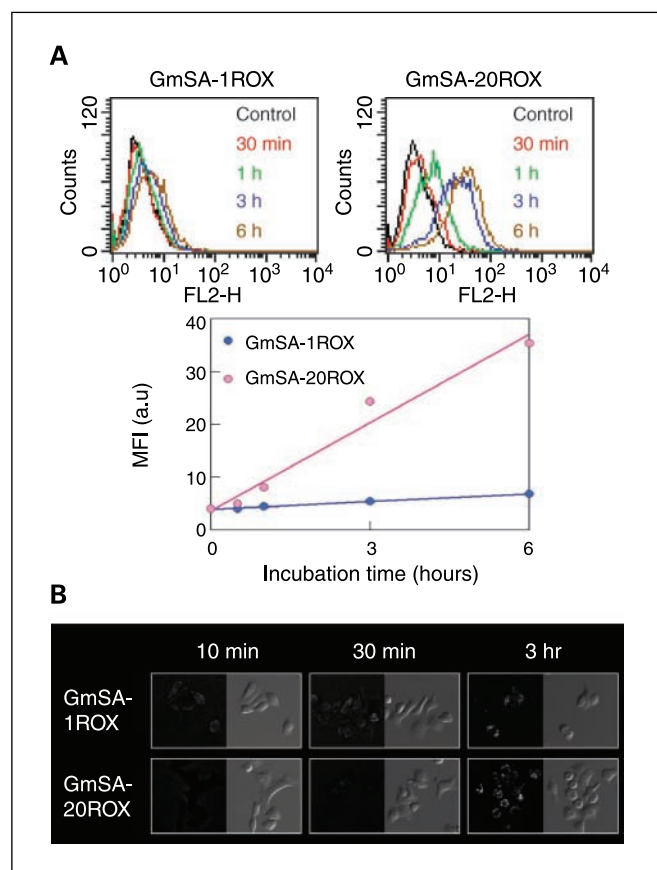 A
GmSA-1ROX
GmSA-20ROX
120
Counts
0
Control
30 min
1 h
3 h
6 h
10⁰ 10¹ 10² 10³ 10⁴
FL2-H
120
Counts
0
Control
30 min
1 h
3 h
6 h
10⁰ 10¹ 10² 10³ 10⁴
FL2-H
40
30
20
10
0
MFI (a.u)
GmSA-1ROX
GmSA-20ROX
0 3 6
Incubation time (hours)
B
10 min 30 min 3 hr
GmSA-
1ROX
GmSA-
20ROX